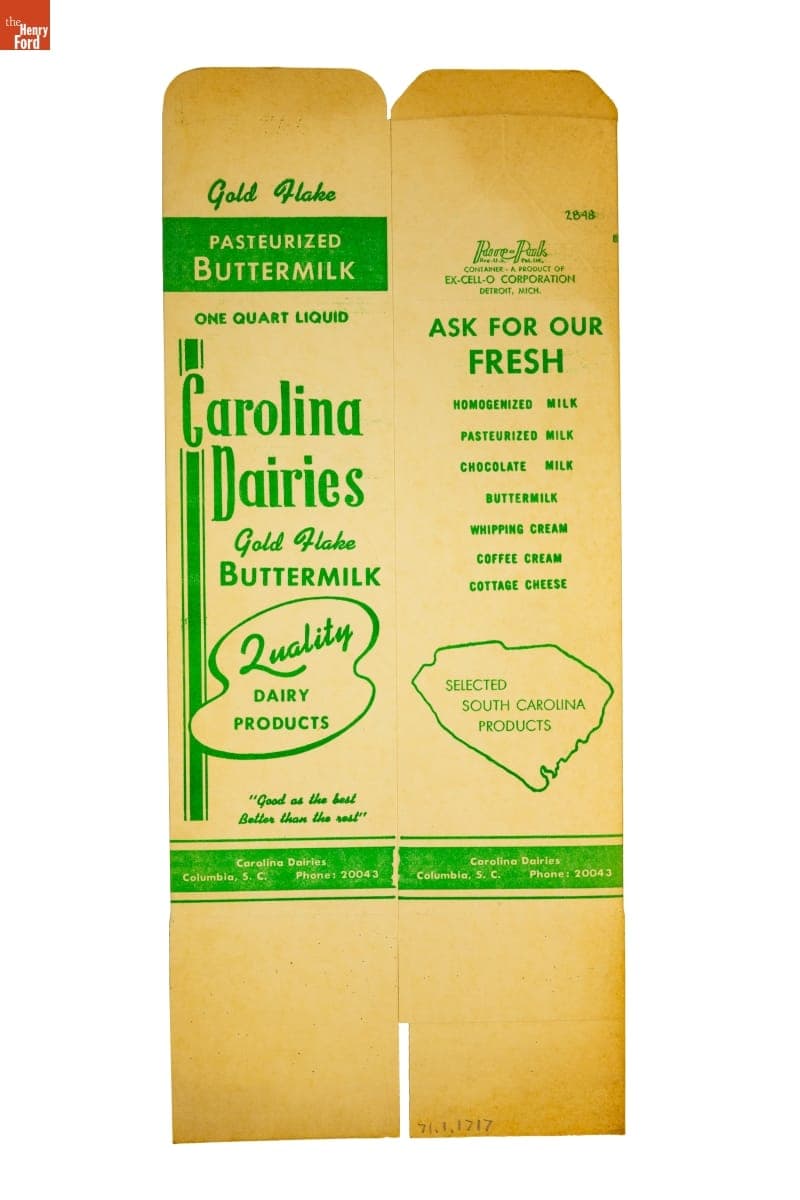 the
Henry
Ford
Gold Flake
PASTEURIZED
BUTTERMILK
ONE QUART LIQUID
Carolina
Dairies
Gold Flake
BUTTERMILK
Quality
DAIRY
PRODUCTS
"Good as the best
Better than the rest"
Carolina Dairies
Columbia, S. C. Phone: 20043
2848
Pure-Pak
Reg. U.S. Pat. Off.
CONTAINER - A PRODUCT OF
EX-CELL-O CORPORATION
DETROIT, MICH.
ASK FOR OUR
FRESH
HOMOGENIZED MILK
PASTEURIZED MILK
CHOCOLATE MILK
BUTTERMILK
WHIPPING CREAM
COFFEE CREAM
COTTAGE CHEESE
SELECTED
SOUTH CAROLINA
PRODUCTS
Carolina Dairies
Columbia, S. C. Phone: 20043
71.1.1717